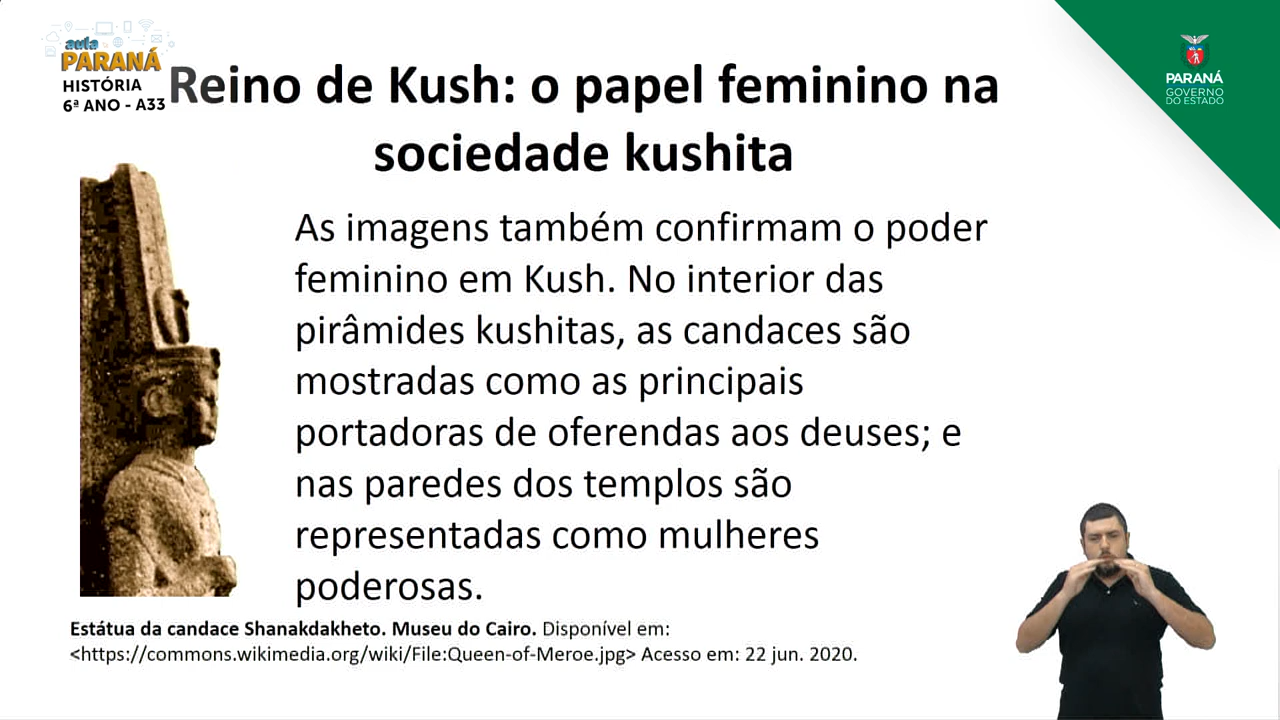 aula
PARANÁ
HISTÓRIA
6º ANO - A33
Reino de Kush: o papel feminino na
sociedade kushita
PARANÁ
GOVERNO
DO ESTADO
As imagens também confirmam o poder
feminino em Kush. No interior das
pirâmides kushitas, as candaces são
mostradas como as principais
portadoras de oferendas aos deuses; e
nas paredes dos templos são
representadas como mulheres
poderosas.
Estátua da candace Shanakdakheto. Museu do Cairo. Disponível em:
<https://commons.wikimedia.org/wiki/File:Queen-of-Meroe.jpg> Acesso em: 22 jun. 2020.